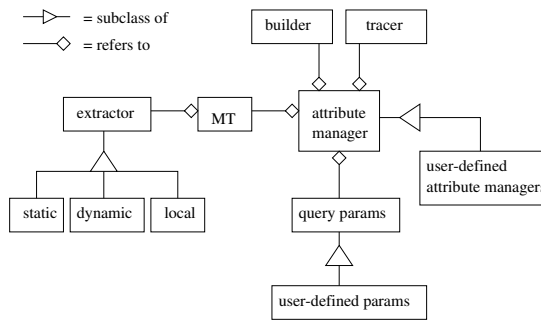 = subclass of
= refers to
builder
tracer
extractor
MT
attribute
manager
user-defined
attribute managers
static
dynamic
local
query params
user-defined params